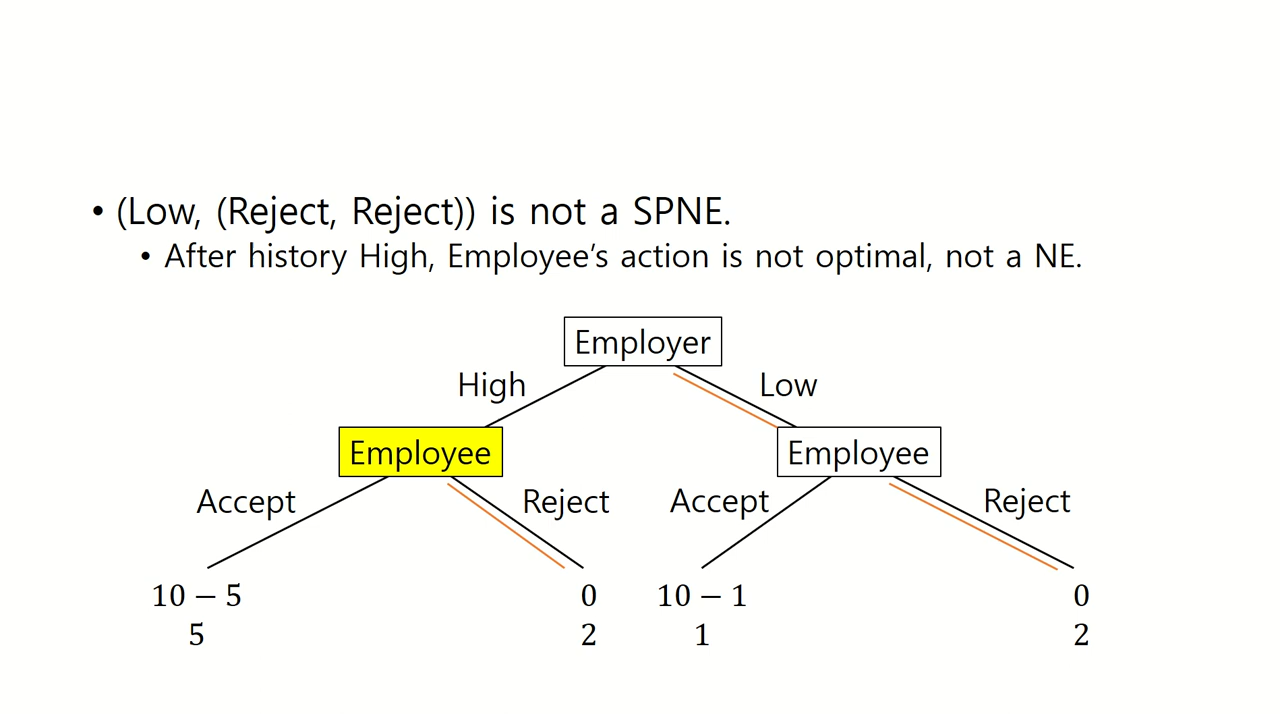 • (Low, (Reject, Reject)) is not a SPNE.
• After history High, Employee’s action is not optimal, not a NE.
Employer
High
Low
Employee
Employee
Accept
Reject
Accept
Reject
10 − 5
0
10 − 1
0
5
2
1
2